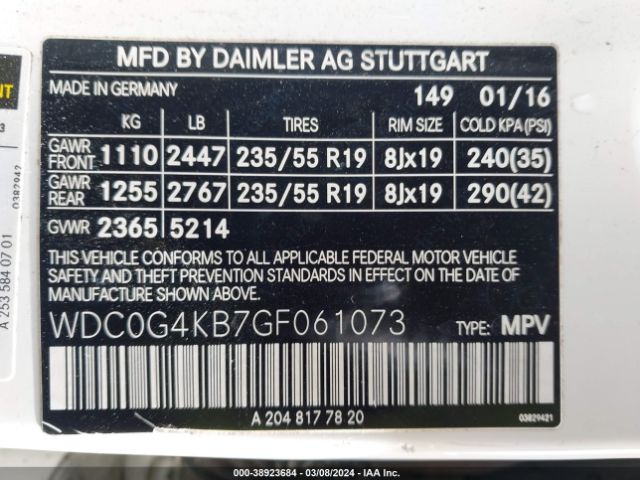 MFD BY DAIMLER AG STUTTGART
MADE IN GERMANY 149 01/16
KG LB TIRES RIM SIZE COLD KPA(PSI)
GAWR FRONT 1110 2447 235/55 R19 8Jx19 240(35)
GAWR REAR 1255 2767 235/55 R19 8Jx19 290(42)
GVWR 2365 5214
THIS VEHICLE CONFORMS TO ALL APPLICABLE FEDERAL MOTOR VEHICLE
SAFETY AND THEFT PREVENTION STANDARDS IN EFFECT ON THE DATE OF
MANUFACTURE SHOWN ABOVE.
WDC0G4KB7GF061073 TYPE: MPV
A 204 817 78 20
03829421
A 253 584 07 01
0382942
000-38923684 / 03/08/2024 - IAA Inc.